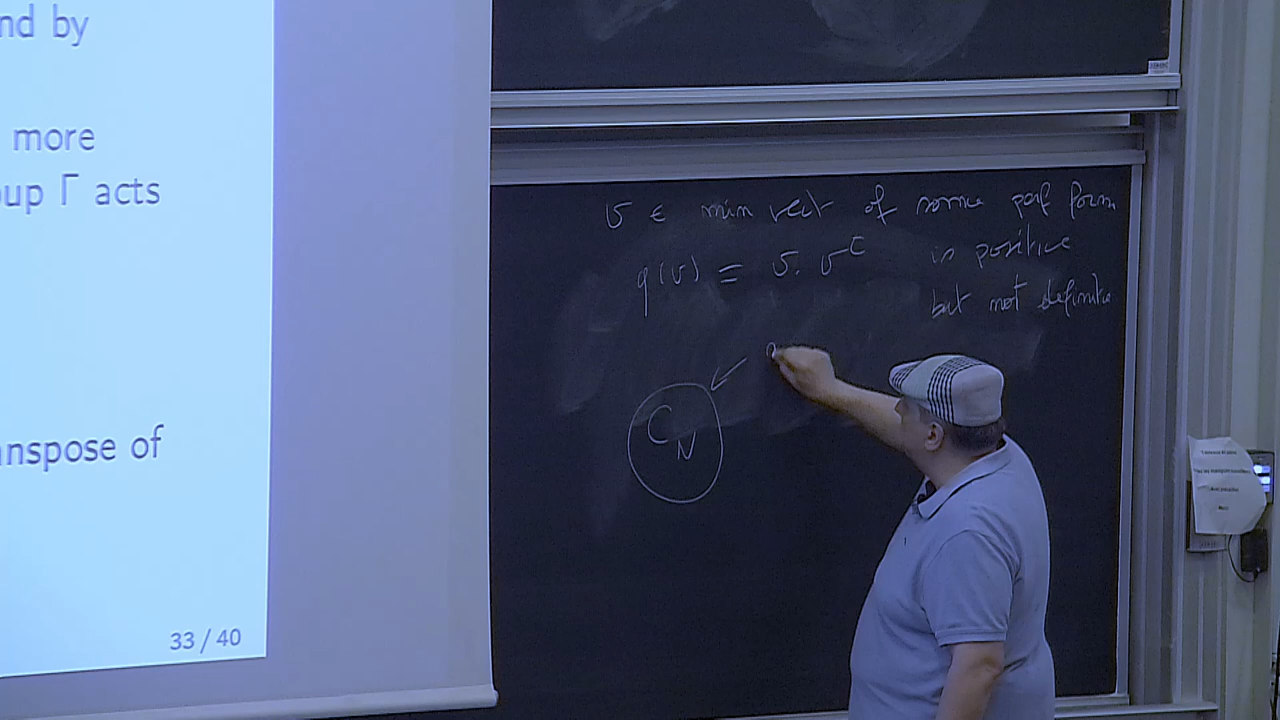 nd by
more
oup Γ acts
anspose of
33 / 40
v ∈ min vect of some perf form
q(v) = v. v^t is positive
but not definite
C_N